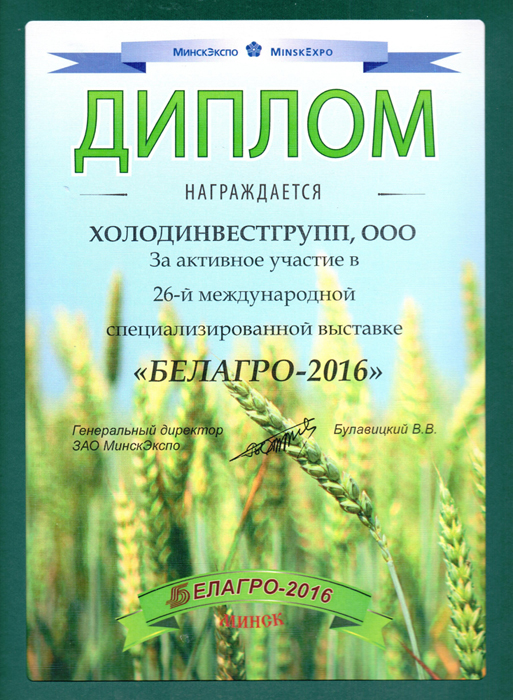 МинскЭкспо MinskExpo
ДИПЛОМ
НАГРАЖДАЕТСЯ
ХОЛОДИНВЕСТГРУПП, ООО
За активное участие в
26-й международной
специализированной выставке
«БЕЛАГРО-2016»
Генеральный директор Булавицкий В.В.
ЗАО МинскЭкспо
БЕЛАГРО-2016
МИНСК